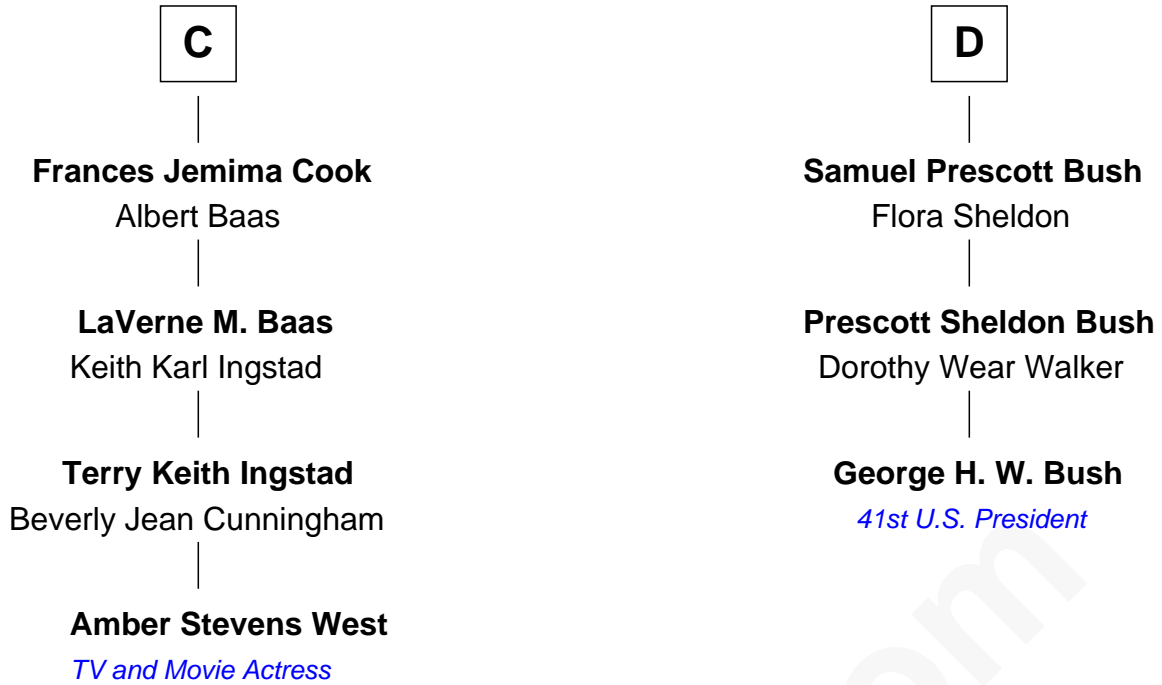 C
Frances Jemima Cook
Albert Baas
LaVerne M. Baas
Keith Karl Ingstad
Terry Keith Ingstad
Beverly Jean Cunningham
Amber Stevens West
TV and Movie Actress
D
Samuel Prescott Bush
Flora Sheldon
Prescott Sheldon Bush
Dorothy Wear Walker
George H. W. Bush
41st U.S. President
om